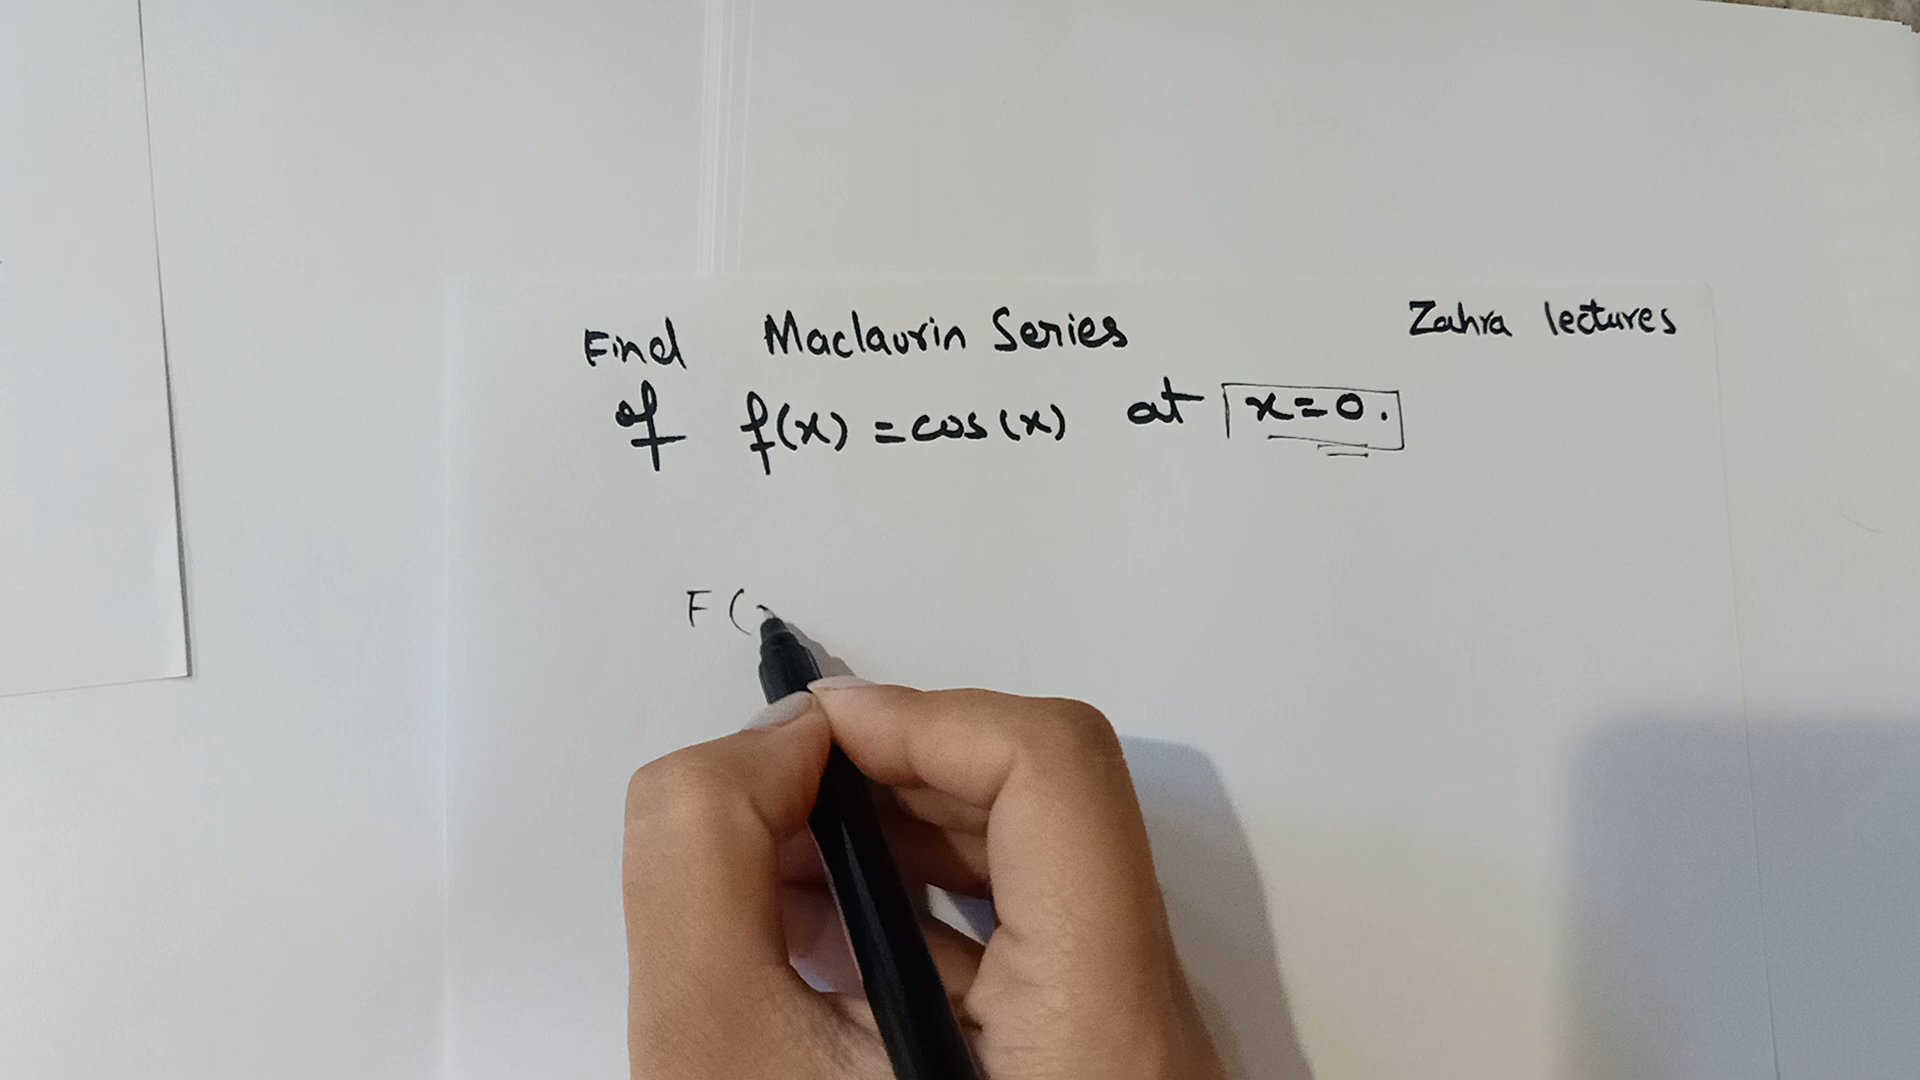 Find Maclaurin Series
Zahra lectures
of f(x) = cos(x) at x=0.
F (